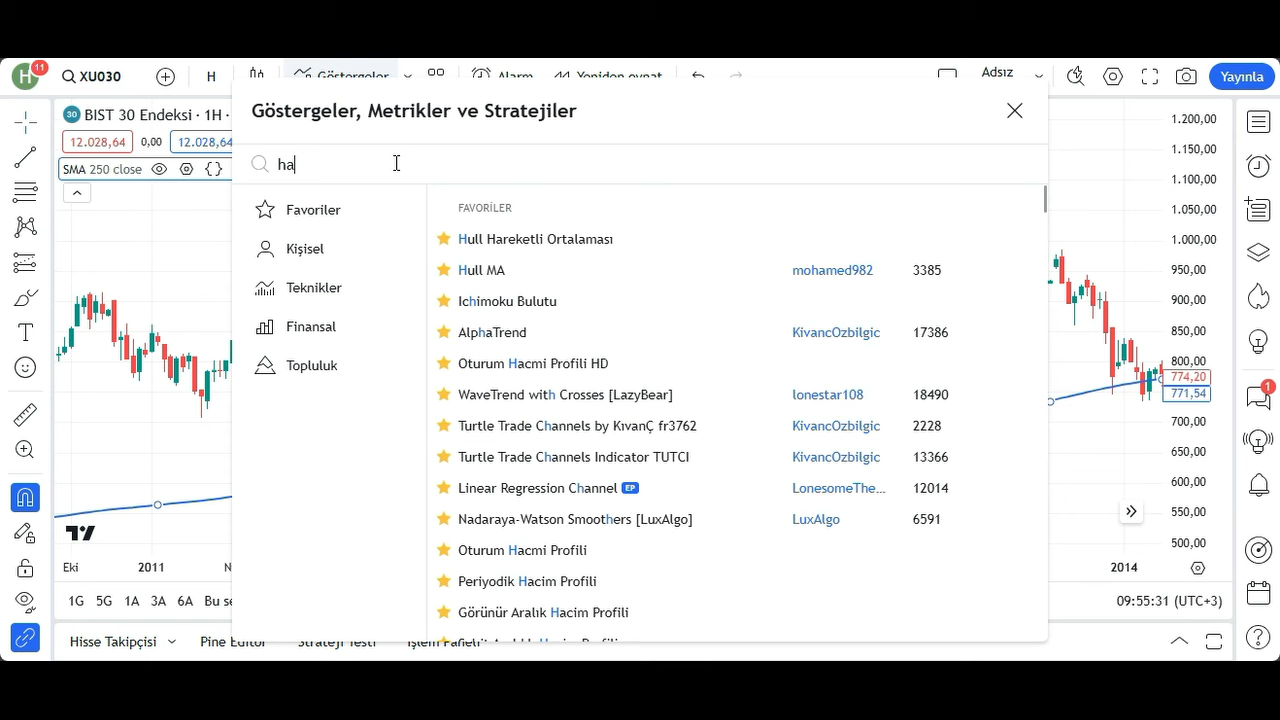 H 11 XU030 H Göstergeler Alarm Yeniden oynat Adsız Yayınla
30 BIST 30 Endeksi · 1H ·
12.028,64 0,00 12.028,64
SMA 250 close
Göstergeler, Metrikler ve Stratejiler
ha
Favoriler
Kişisel
Teknikler
Finansal
Topluluk
FAVORİLER
Hull Hareketli Ortalaması
Hull MA mohamed982 3385
Ichimoku Bulutu
AlphaTrend KivancOzbilgic 17386
Oturum Hacmi Profili HD
WaveTrend with Crosses [LazyBear] lonestar108 18490
Turtle Trade Channels by KıvanÇ fr3762 KivancOzbilgic 2228
Turtle Trade Channels Indicator TUTCI KivancOzbilgic 13366
Linear Regression Channel EP LonesomeThe... 12014
Nadaraya-Watson Smoothers [LuxAlgo] LuxAlgo 6591
Oturum Hacmi Profili
Periyodik Hacim Profili
Görünür Aralık Hacim Profili
1.200,00
1.150,00
1.100,00
1.050,00
1.000,00
950,00
900,00
850,00
800,00
774,20
771,54
700,00
650,00
600,00
550,00
500,00
1
Eki 2011 2014
1G 5G 1A 3A 6A Bu se 09:55:31 (UTC+3)
Hisse Takipçisi Pine Editör Strateji Testi İşlem Paneli